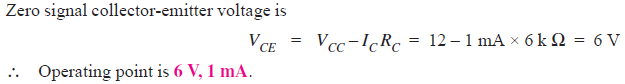 Zero signal collector-emitter voltage is
V_CE = V_CC – I_C R_C = 12 – 1 mA × 6 k Ω = 6 V
∴ Operating point is 6 V, 1 mA.